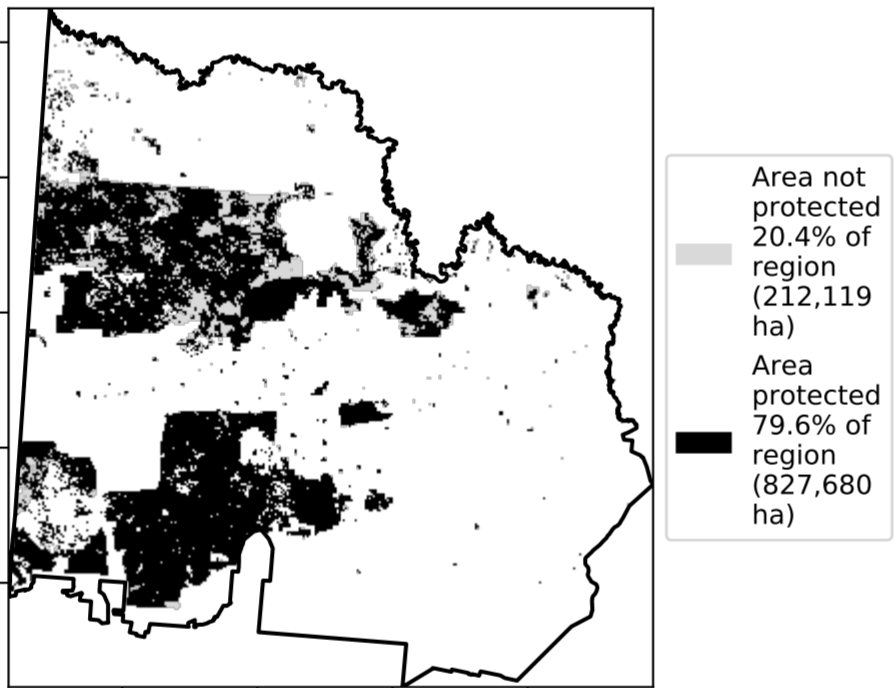 Area not
protected
20.4% of
region
(212,119
ha)
Area
protected
79.6% of
region
(827,680
ha)